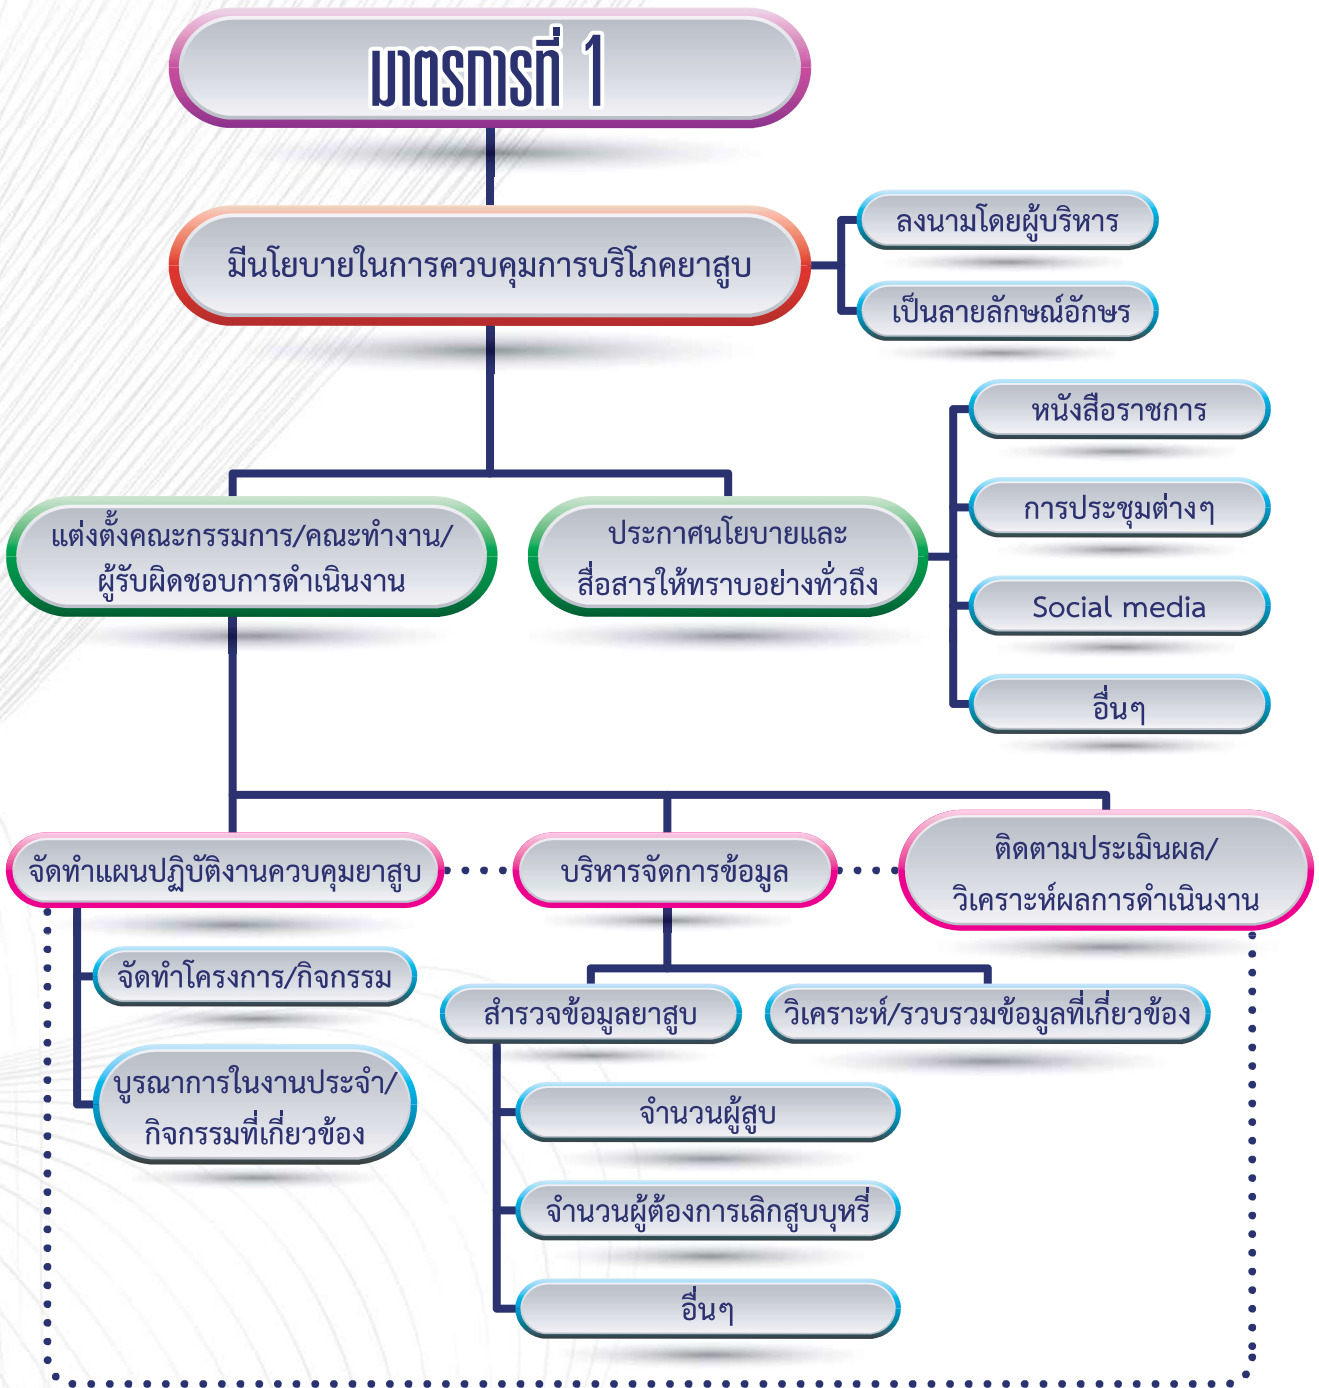 มาตรการที่ 1
มีนโยบายในการควบคุมการบริโภคยาสูบ
ลงนามโดยผู้บริหาร
เป็นลายลักษณ์อักษร
แต่งตั้งคณะกรรมการ/คณะทำงาน/
ผู้รับผิดชอบการดำเนินงาน
ประกาศนโยบายและ
สื่อสารให้ทราบอย่างทั่วถึง
หนังสือราชการ
การประชุมต่างๆ
Social media
อื่นๆ
จัดทำแผนปฏิบัติงานควบคุมยาสูบ
บริหารจัดการข้อมูล
ติดตามประเมินผล/
วิเคราะห์ผลการดำเนินงาน
จัดทำโครงการ/กิจกรรม
บูรณาการในงานประจำ/
กิจกรรมที่เกี่ยวข้อง
สำรวจข้อมูลยาสูบ
วิเคราะห์/รวบรวมข้อมูลที่เกี่ยวข้อง
จำนวนผู้สูบ
จำนวนผู้ต้องการเลิกสูบบุหรี่
อื่นๆ